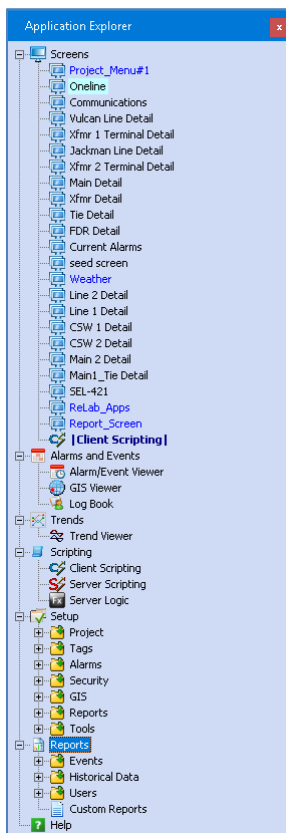 Application Explorer
x
Screens
Project_Menu#1
Oneline
Communications
Vulcan Line Detail
Xfmr 1 Terminal Detail
Jackman Line Detail
Xfmr 2 Terminal Detail
Main Detail
Xfmr Detail
Tie Detail
FDR Detail
Current Alarms
seed screen
Weather
Line 2 Detail
Line 1 Detail
CSW 1 Detail
CSW 2 Detail
Main 2 Detail
Main1_Tie Detail
SEL-421
ReLab_Apps
Report_Screen
|Client Scripting|
Alarms and Events
Alarm/Event Viewer
GIS Viewer
Log Book
Trends
Trend Viewer
Scripting
Client Scripting
Server Scripting
Server Logic
Setup
Project
Tags
Alarms
Security
GIS
Reports
Tools
Reports
Events
Historical Data
Users
Custom Reports
Help